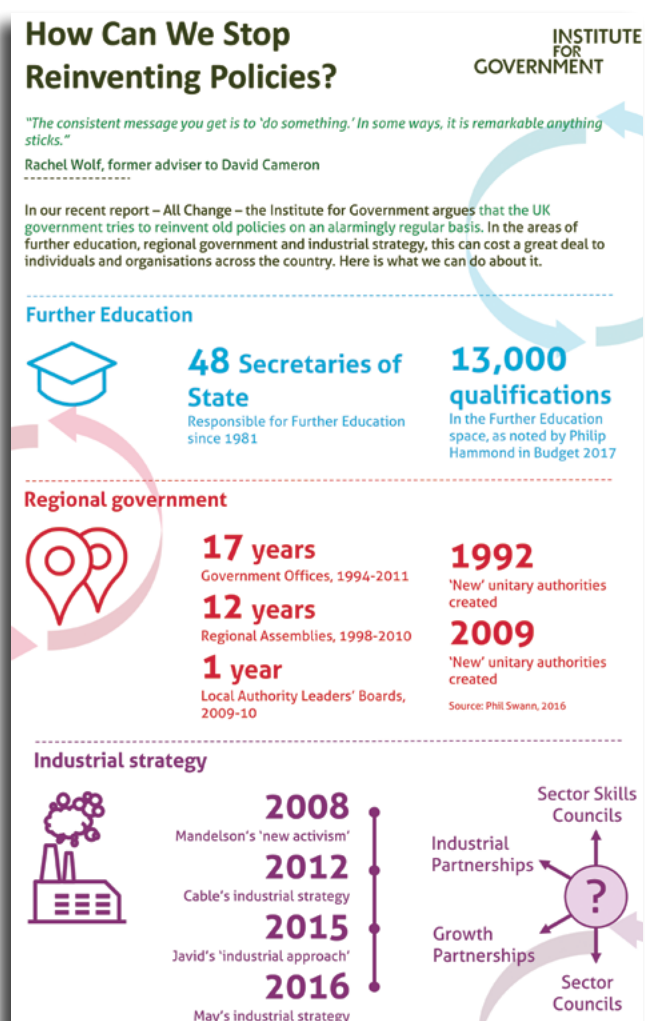 How Can We Stop
Reinventing Policies?
INSTITUTE
FOR
GOVERNMENT
"The consistent message you get is to 'do something.' In some ways, it is remarkable anything
sticks."
Rachel Wolf, former adviser to David Cameron
In our recent report – All Change – the Institute for Government argues that the UK
government tries to reinvent old policies on an alarmingly regular basis. In the areas of
further education, regional government and industrial strategy, this can cost a great deal to
individuals and organisations across the country. Here is what we can do about it.
Further Education
48 Secretaries of
State
Responsible for Further Education
since 1981
13,000
qualifications
In the Further Education
space, as noted by Philip
Hammond in Budget 2017
Regional government
17 years
Government Offices, 1994-2011
12 years
Regional Assemblies, 1998-2010
1 year
Local Authority Leaders' Boards,
2009-10
1992
'New' unitary authorities
created
2009
'New' unitary authorities
created
Source: Phil Swann, 2016
Industrial strategy
2008
Mandelson's 'new activism'
2012
Cable's industrial strategy
2015
Javid's 'industrial approach'
2016
May's industrial strategy
Sector Skills
Councils
Industrial
Partnerships
?
Growth
Partnerships
Sector
Councils